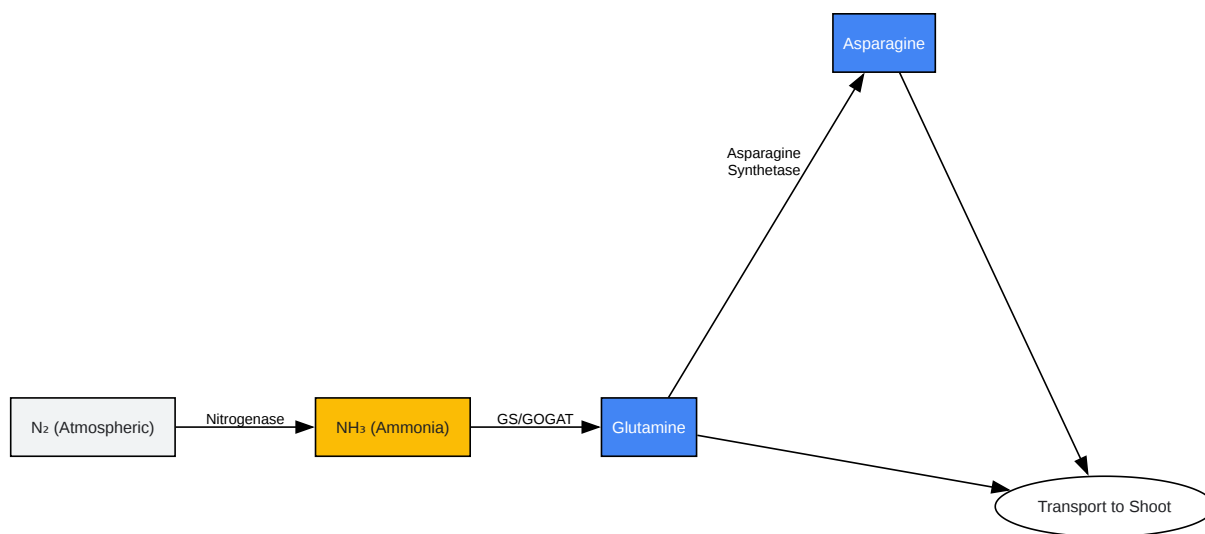 Asparagine
Asparagine
Synthetase
N₂ (Atmospheric)
Nitrogenase
NH₃ (Ammonia)
GS/GOGAT
Glutamine
Transport to Shoot